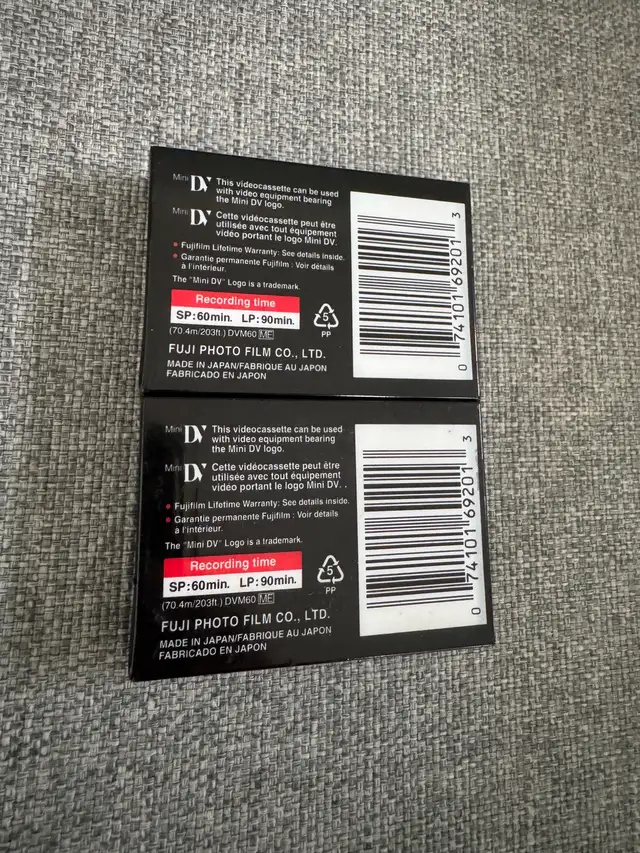 Mini DV This videocassette can be used
with video equipment bearing
the Mini DV logo.
Mini DV Cette vidéocassette peut être
utilisée avec tout équipement
vidéo portant le logo Mini DV.
• Fujifilm Lifetime Warranty: See details inside.
• Garantie permanente Fujifilm : Voir détails
à l'intérieur.
The "Mini DV" Logo is a trademark.
Recording time
SP:60min. LP:90min.
(70.4m/203ft.) DVM60 ME
FUJI PHOTO FILM CO., LTD.
MADE IN JAPAN/FABRIQUE AU JAPON
FABRICADO EN JAPON
5
PP
0 74101 69201 3
Mini DV This videocassette can be used
with video equipment bearing
the Mini DV logo.
Mini DV Cette vidéocassette peut être
utilisée avec tout équipement
vidéo portant le logo Mini DV. .
• Fujifilm Lifetime Warranty: See details inside.
• Garantie permanente Fujifilm : Voir détails
à l'intérieur.
The "Mini DV" Logo is a trademark.
Recording time
SP:60min. LP:90min.
(70.4m/203ft.) DVM60 ME
FUJI PHOTO FILM CO., LTD.
MADE IN JAPAN/FABRIQUE AU JAPON
FABRICADO EN JAPON
5
PP
0 74101 69201 3